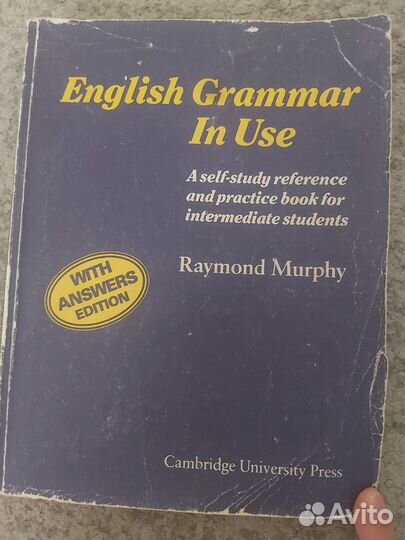 English Grammar
In Use
A self-study reference
and practice book for
intermediate students
Raymond Murphy
WITH
ANSWERS
EDITION
Cambridge University Press
Avito